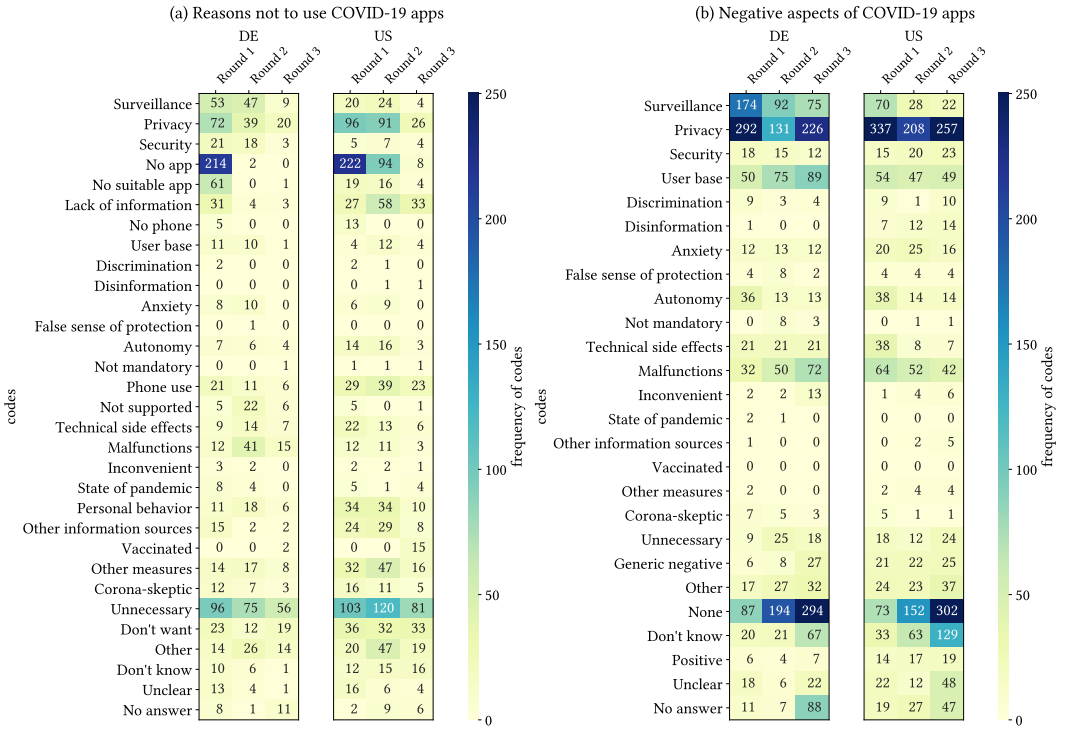 (a) Reasons not to use COVID-19 apps
DE US
Round 1 Round 2 Round 3 Round 1 Round 2 Round 3
Surveillance 53 47 9 20 24 4
Privacy 72 39 20 96 91 26
Security 21 18 3 5 7 4
No app 214 2 0 222 94 8
No suitable app 61 0 1 19 16 4
Lack of information 31 4 3 27 58 33
No phone 5 0 0 13 0 0
User base 11 10 1 4 12 4
Discrimination 2 0 0 2 1 0
Disinformation 0 0 0 0 1 1
Anxiety 8 10 0 6 9 0
False sense of protection 0 1 0 0 0 0
Autonomy 7 6 4 14 16 3
Not mandatory 0 0 1 1 1 1
Phone use 21 11 6 29 39 23
Not supported 5 22 6 5 0 1
Technical side effects 9 14 7 22 13 6
Malfunctions 12 41 15 12 11 3
Inconvenient 3 2 0 2 2 1
State of pandemic 8 4 0 5 1 4
Personal behavior 11 18 6 34 34 10
Other information sources 15 2 2 24 29 8
Vaccinated 0 0 2 0 0 15
Other measures 14 17 8 32 47 16
Corona-skeptic 12 7 3 16 11 5
Unnecessary 96 75 56 103 120 81
Don't want 23 12 19 36 32 33
Other 14 26 14 20 47 19
Don't know 10 6 1 12 15 16
Unclear 13 4 1 16 6 4
No answer 8 1 11 2 9 6
codes
250
200
150
100
50
0
frequency of codes
(b) Negative aspects of COVID-19 apps
DE US
Round 1 Round 2 Round 3 Round 1 Round 2 Round 3
Surveillance 174 92 75 70 28 22
Privacy 292 131 226 337 208 257
Security 18 15 12 15 20 23
User base 50 75 89 54 47 49
Discrimination 9 3 4 9 1 10
Disinformation 1 0 0 7 12 14
Anxiety 12 13 12 20 25 16
False sense of protection 4 8 2 4 4 4
Autonomy 36 13 13 38 14 14
Not mandatory 0 8 3 0 1 1
Technical side effects 21 21 21 38 8 7
Malfunctions 32 50 72 64 52 42
Inconvenient 2 2 13 1 4 6
State of pandemic 2 1 0 0 0 0
Other information sources 1 0 0 0 2 5
Vaccinated 0 0 0 0 0 0
Other measures 2 0 0 2 4 4
Corona-skeptic 7 5 3 5 1 1
Unnecessary 9 25 18 18 12 24
Generic negative 6 8 27 21 22 25
Other 17 27 32 24 23 37
None 87 194 294 73 152 302
Don't know 20 21 67 33 63 129
Positive 6 4 7 14 17 19
Unclear 18 6 22 22 12 48
No answer 11 7 88 19 27 47
codes
250
200
150
100
50
0
frequency of codes